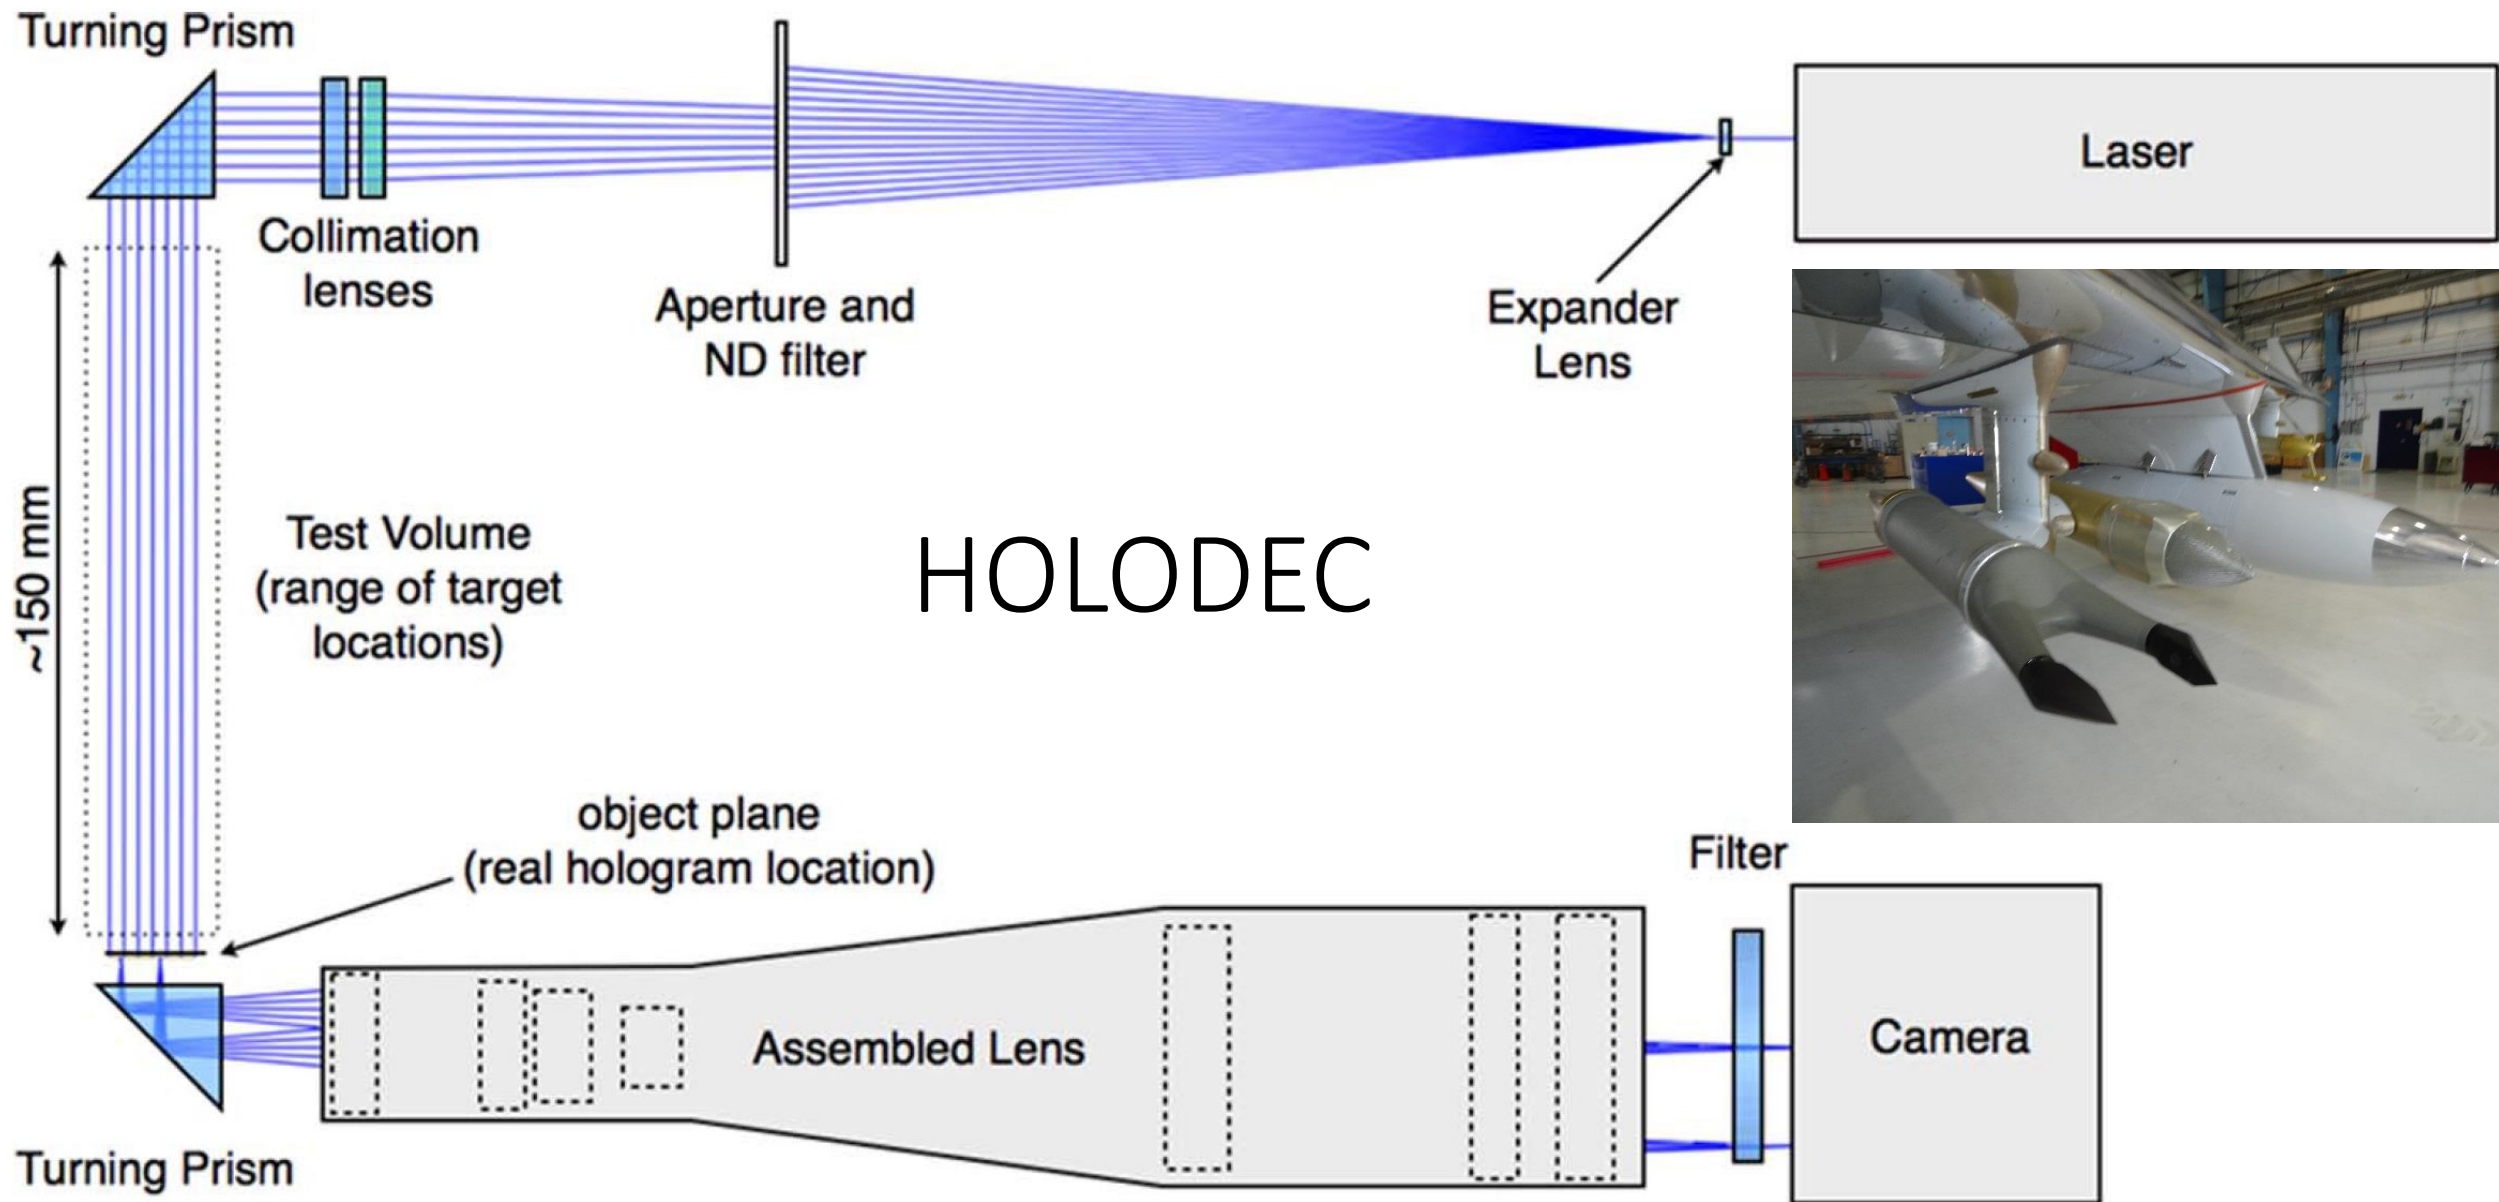 Turning Prism
Laser
Collimation
lenses
Aperture and
ND filter
Expander
Lens
~150 mm
Test Volume
(range of target
locations)
HOLODEC
object plane
(real hologram location)
Filter
Assembled Lens
Camera
Turning Prism